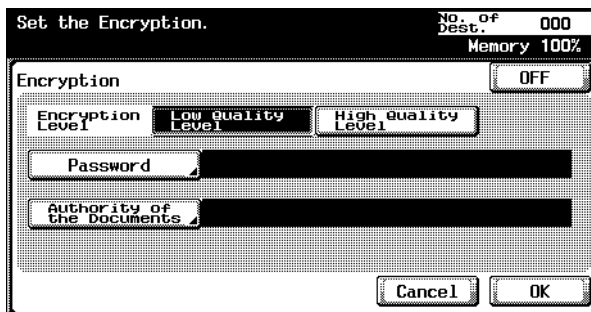 Set the Encryption.
No. of
Dest.
000
Memory 100%
Encryption
OFF
Encryption
Level
Low Quality
Level
High Quality
Level
Password
Authority of
the Documents
Cancel
OK